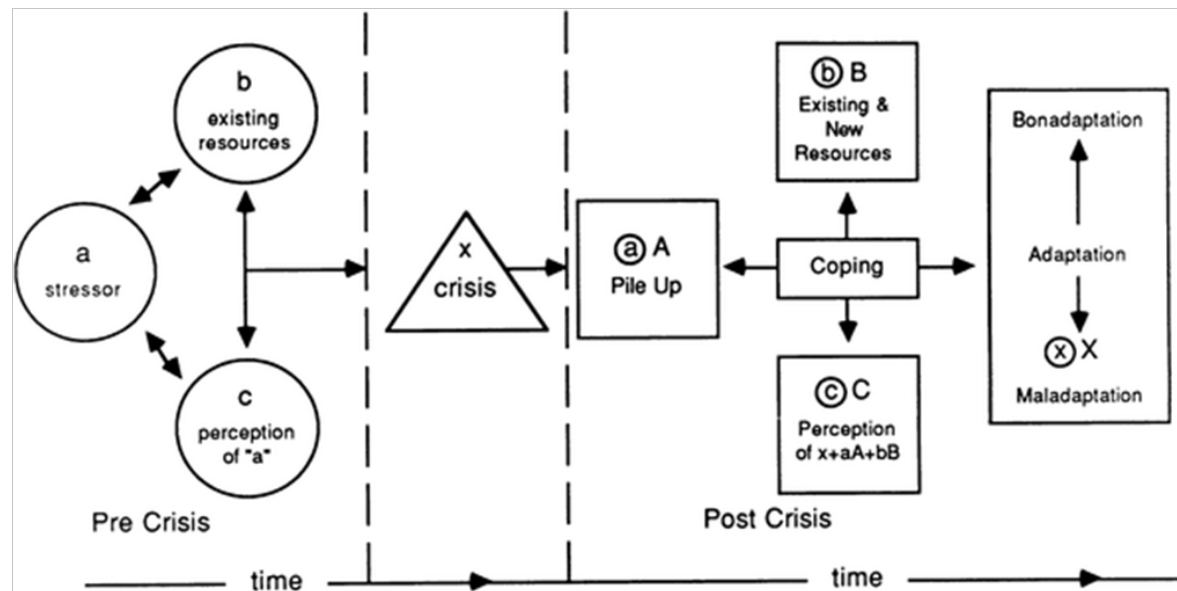 b
existing
resources
a
stressor
c
perception
of "a"
Pre Crisis
x
crisis
a A
Pile Up
b B
Existing &
New
Resources
Coping
c C
Perception
of x+aA+bB
Post Crisis
Bonadaptation
Adaptation
x X
Maladaptation
time
time